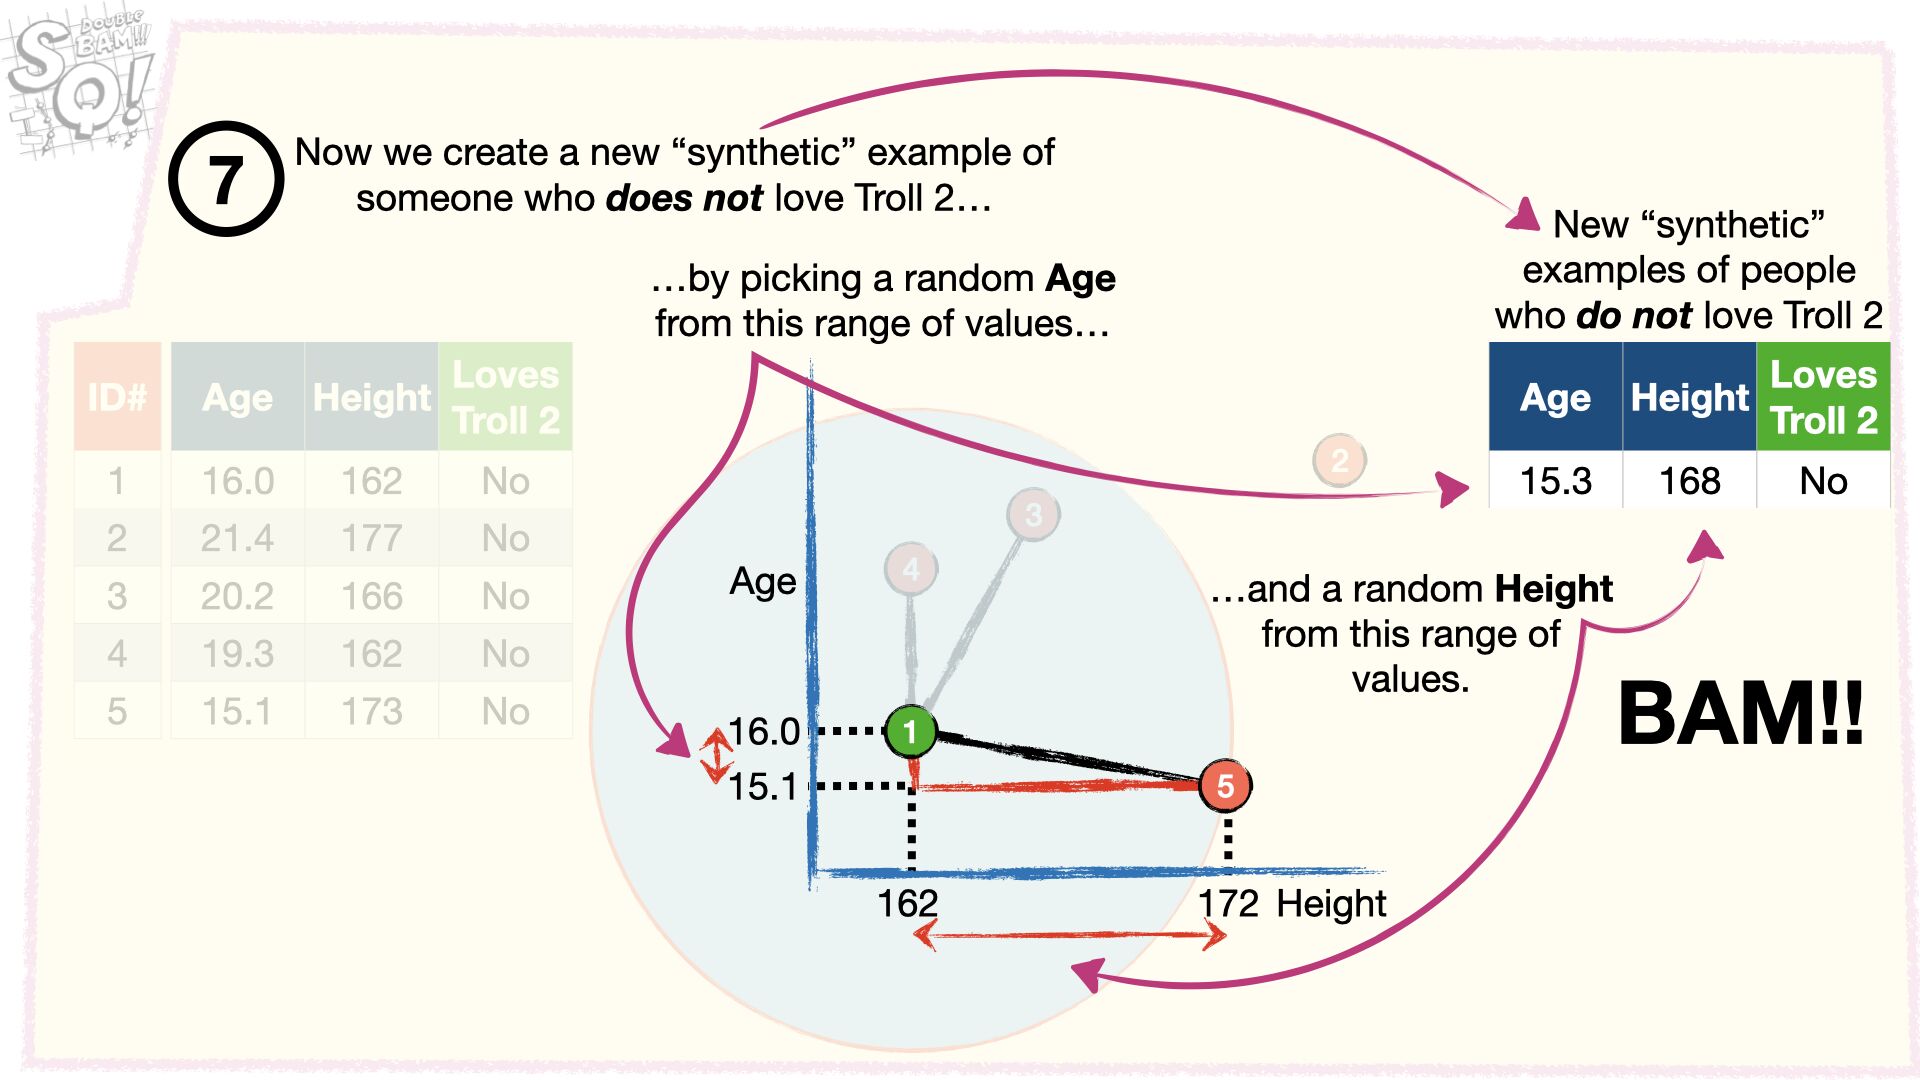 DOUBLE
BAM!!!
SQ!
7
Now we create a new “synthetic” example of
someone who does not love Troll 2…
…by picking a random Age
from this range of values…
New “synthetic”
examples of people
who do not love Troll 2
ID# Age Height Loves Troll 2
1 16.0 162 No
2 21.4 177 No
3 20.2 166 No
4 19.3 162 No
5 15.1 173 No
Age Height Loves Troll 2
15.3 168 No
2
3
4
Age
…and a random Height
from this range of
values.
BAM!!
16.0
1
15.1
5
162
172 Height